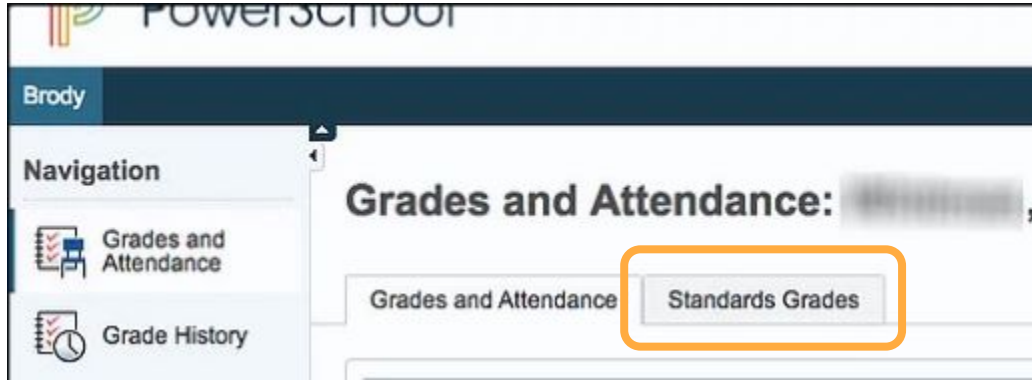 PowerSchool
Brody
Navigation
Grades and Attendance:
Grades and
Attendance
Grades and Attendance
Standards Grades
Grade History